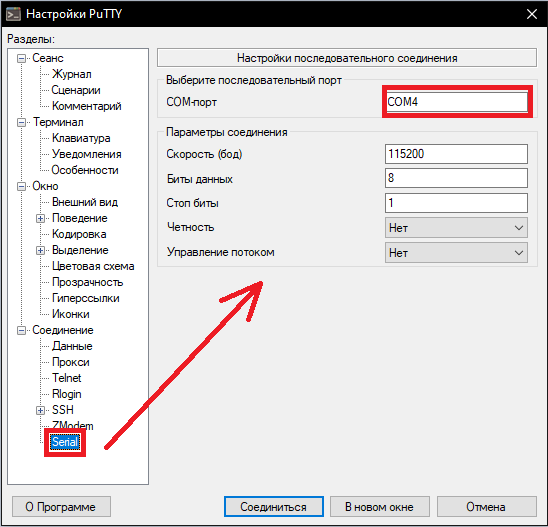 Настройки PuTTY
Разделы:
Сеанс
Журнал
Сценарии
Комментарий
Терминал
Клавиатура
Уведомления
Особенности
Окно
Внешний вид
Поведение
Кодировка
Выделение
Цветовая схема
Прозрачность
Гиперссылки
Иконки
Соединение
Данные
Прокси
Telnet
Rlogin
SSH
ZModem
Serial
Настройки последовательного соединения
Выберите последовательный порт
COM-порт COM4
Параметры соединения
Скорость (бод) 115200
Биты данных 8
Стоп биты 1
Четность Нет
Управление потоком Нет
О Программе Соединиться В новом окне Отмена